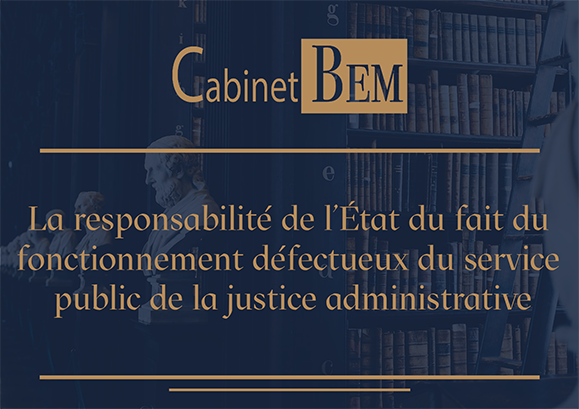 Cabinet BEM
La responsabilité de l'État du fait du
fonctionnement défectueux du service
public de la justice administrative